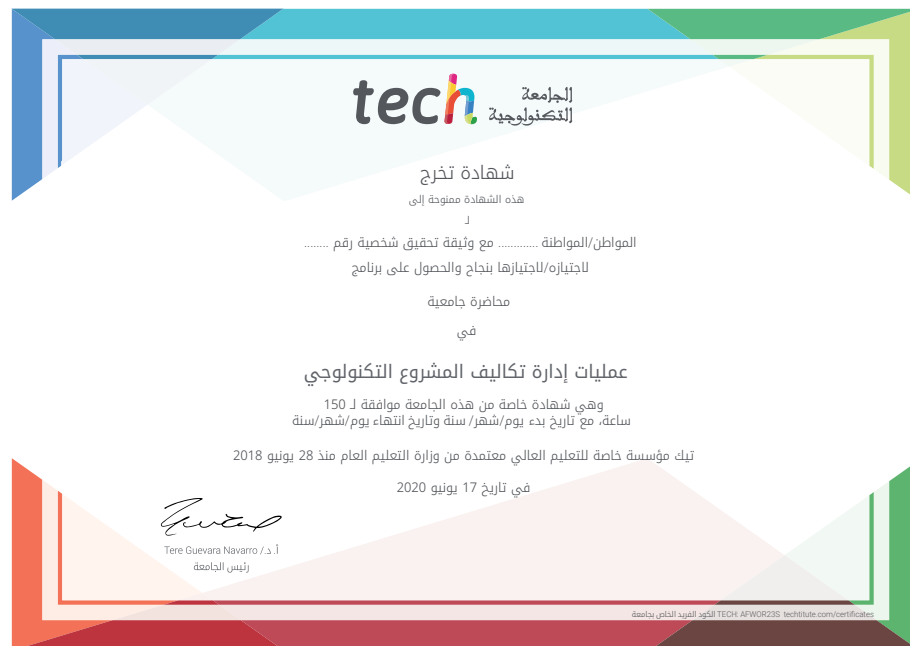 tech الجامعة
التكنولوجية
شهادة تخرج
هذه الشهادة ممنوحة إلى
لـ
المواطن/المواطنة ............. مع وثيقة تحقيق شخصية رقم ........
لاجتيازه/لاجتيازها بنجاح والحصول على برنامج
محاضرة جامعية
في
عمليات إدارة تكاليف المشروع التكنولوجي
وهي شهادة خاصة من هذه الجامعة موافقة لـ 150
ساعة، مع تاريخ بدء يوم/شهر/ سنة وتاريخ انتهاء يوم/شهر/سنة
تيك مؤسسة خاصة للتعليم العالي معتمدة من وزارة التعليم العام منذ 28 يونيو 2018
في تاريخ 17 يونيو 2020
أ.د./ Tere Guevara Navarro
رئيس الجامعة
الكود الفريد الخاص بجامعة TECH: AFWOR23S techtitute.com/certificates